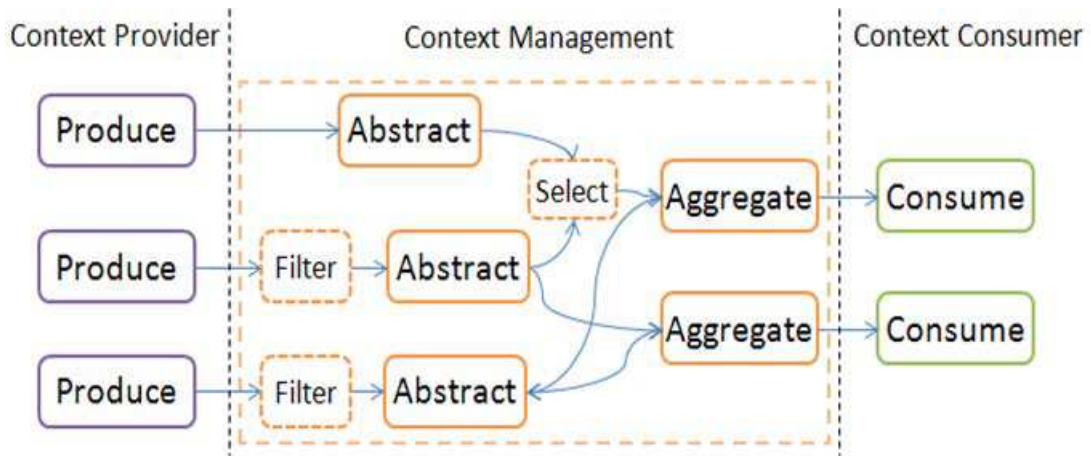 Context Provider
Context Management
Context Consumer
Produce
Abstract
Select
Aggregate
Consume
Produce
Filter
Abstract
Aggregate
Consume
Produce
Filter
Abstract